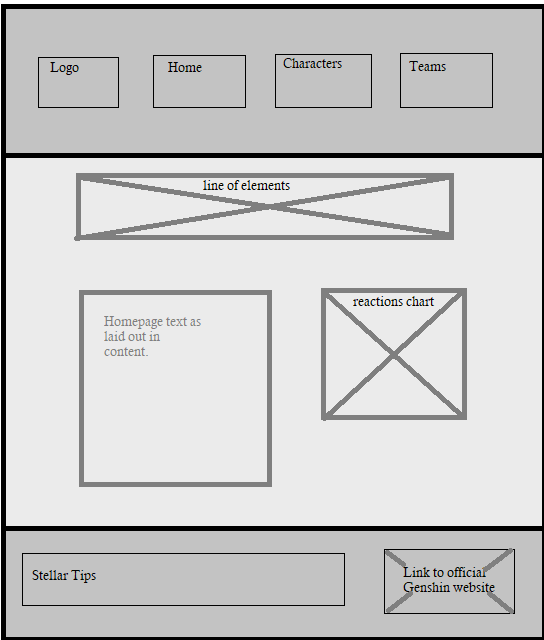 Logo
Home
Characters
Teams
line of elements
reactions chart
Homepage text as
laid out in
content.
Stellar Tips
Link to official
Genshin website